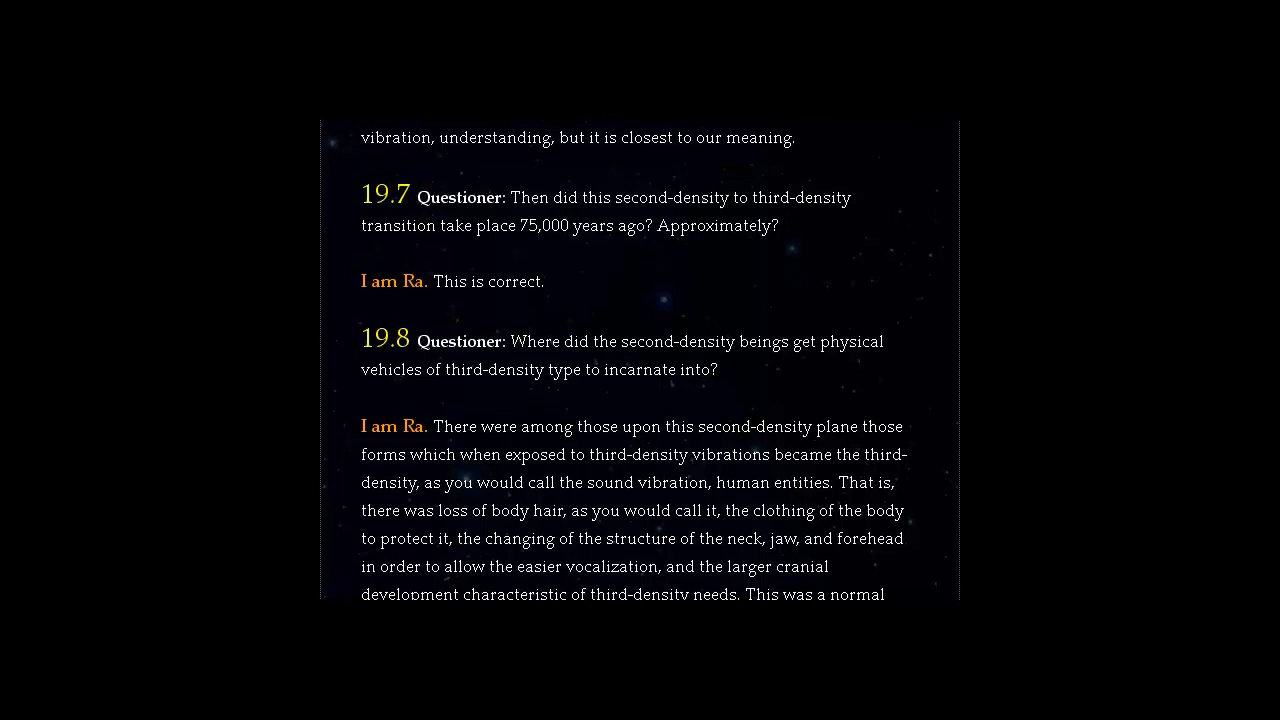 vibration, understanding, but it is closest to our meaning.
19.7 Questioner: Then did this second-density to third-density
transition take place 75,000 years ago? Approximately?
I am Ra. This is correct.
19.8 Questioner: Where did the second-density beings get physical
vehicles of third-density type to incarnate into?
I am Ra. There were among those upon this second-density plane those
forms which when exposed to third-density vibrations became the third-
density, as you would call the sound vibration, human entities. That is,
there was loss of body hair, as you would call it, the clothing of the body
to protect it, the changing of the structure of the neck, jaw, and forehead
in order to allow the easier vocalization, and the larger cranial
development characteristic of third-density needs. This was a normal